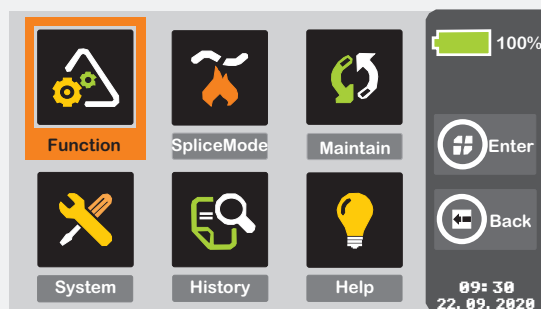 100%
Function
SpliceMode
Maintain
Enter
Back
System
History
Help
09:30
22.09.2020